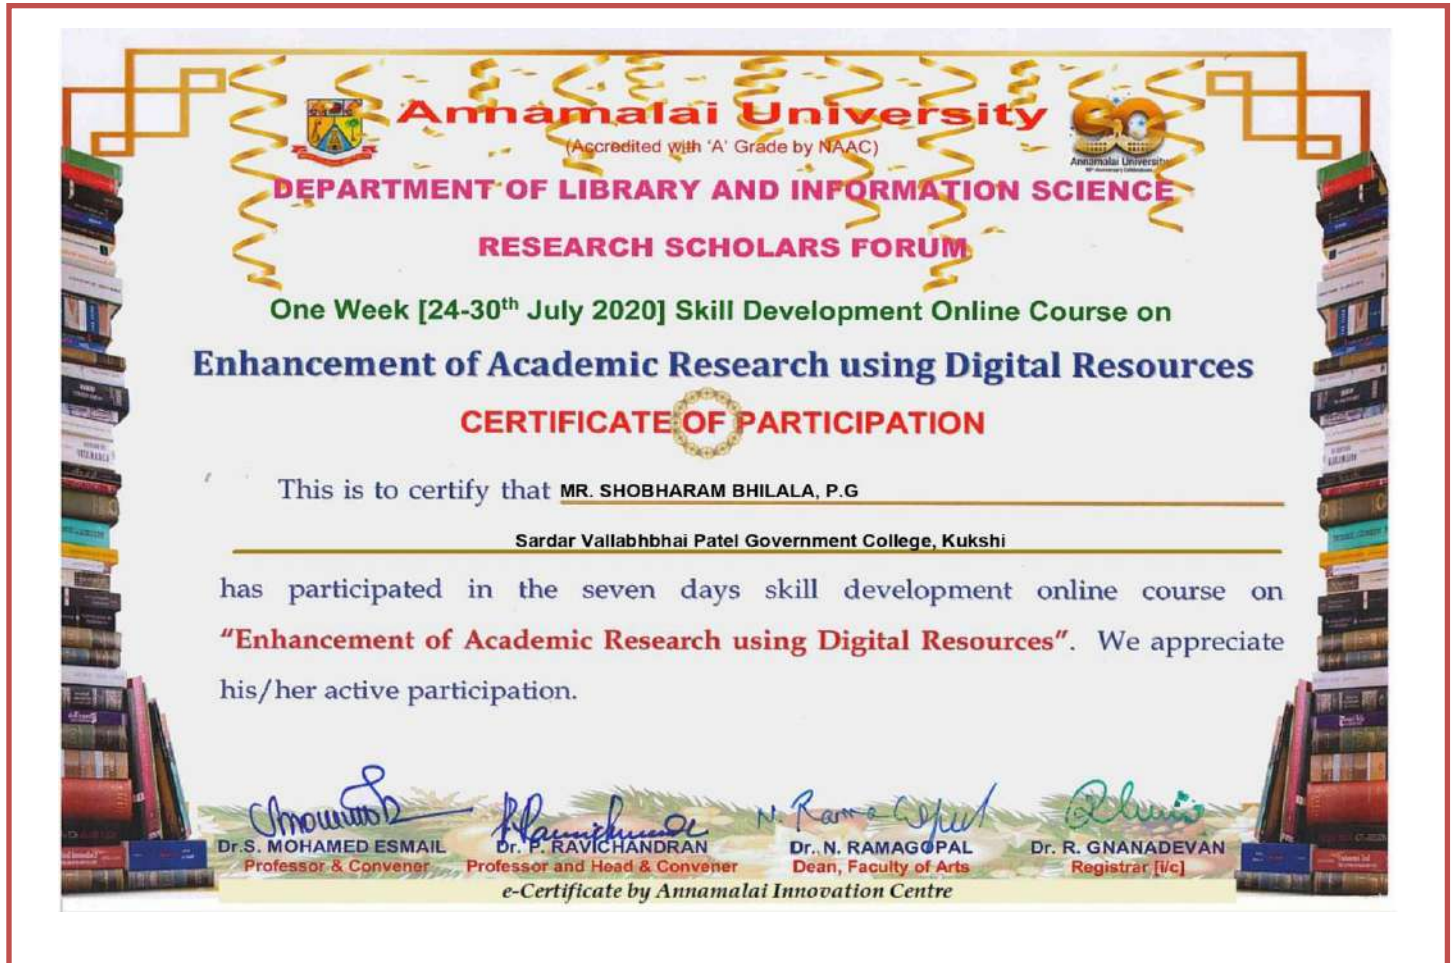 Annamalai University
(Accredited with 'A' Grade by NAAC)
90
Annamalai University
DEPARTMENT OF LIBRARY AND INFORMATION SCIENCE
RESEARCH SCHOLARS FORUM
One Week [24-30th July 2020] Skill Development Online Course on
Enhancement of Academic Research using Digital Resources
CERTIFICATE OF PARTICIPATION
This is to certify that MR. SHOBHARAM BHILALA, P.G
Sardar Vallabhbhai Patel Government College, Kukshi
has participated in the seven days skill development online course on
“Enhancement of Academic Research using Digital Resources”. We appreciate
his/her active participation.
N. Rama Gopal
Dr.S. MOHAMED ESMAIL Dr. P. RAVICHANDRAN Dr. N. RAMAGOPAL Dr. R. GNANADEVAN
Professor & Convener Professor and Head & Convener Dean, Faculty of Arts Registrar [i/c]
e-Certificate by Annamalai Innovation Centre